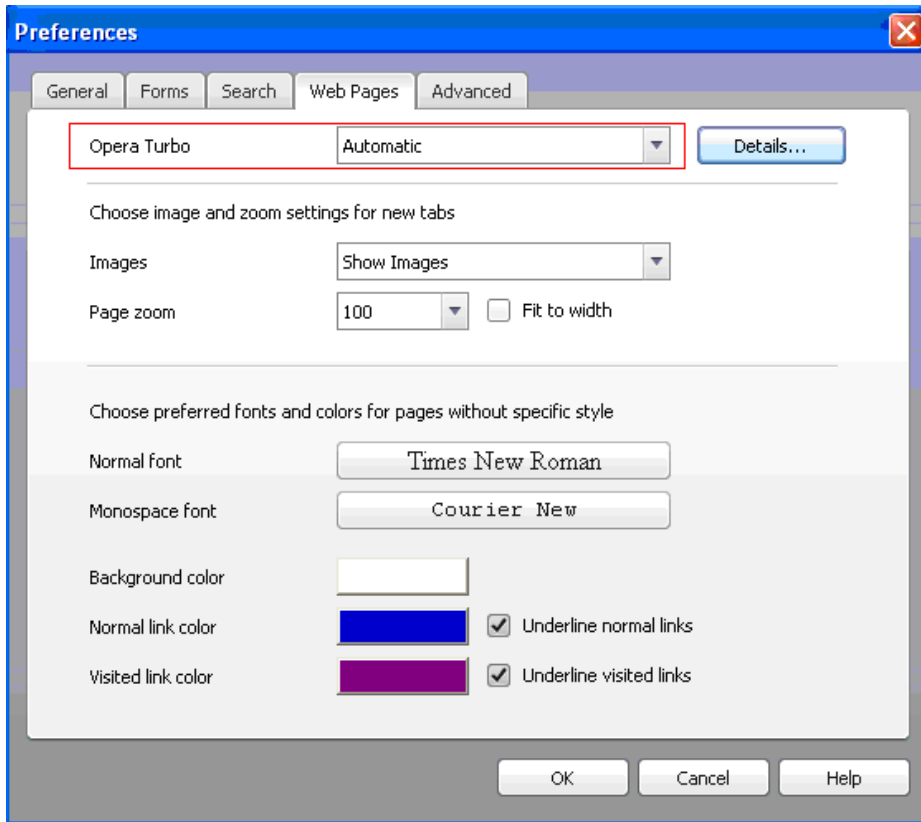 Preferences
General Forms Search Web Pages Advanced
Opera Turbo Automatic Details...
Choose image and zoom settings for new tabs
Images Show Images
Page zoom 100 Fit to width
Choose preferred fonts and colors for pages without specific style
Normal font Times New Roman
Monospace font Courier New
Background color
Normal link color Underline normal links
Visited link color Underline visited links
OK Cancel Help